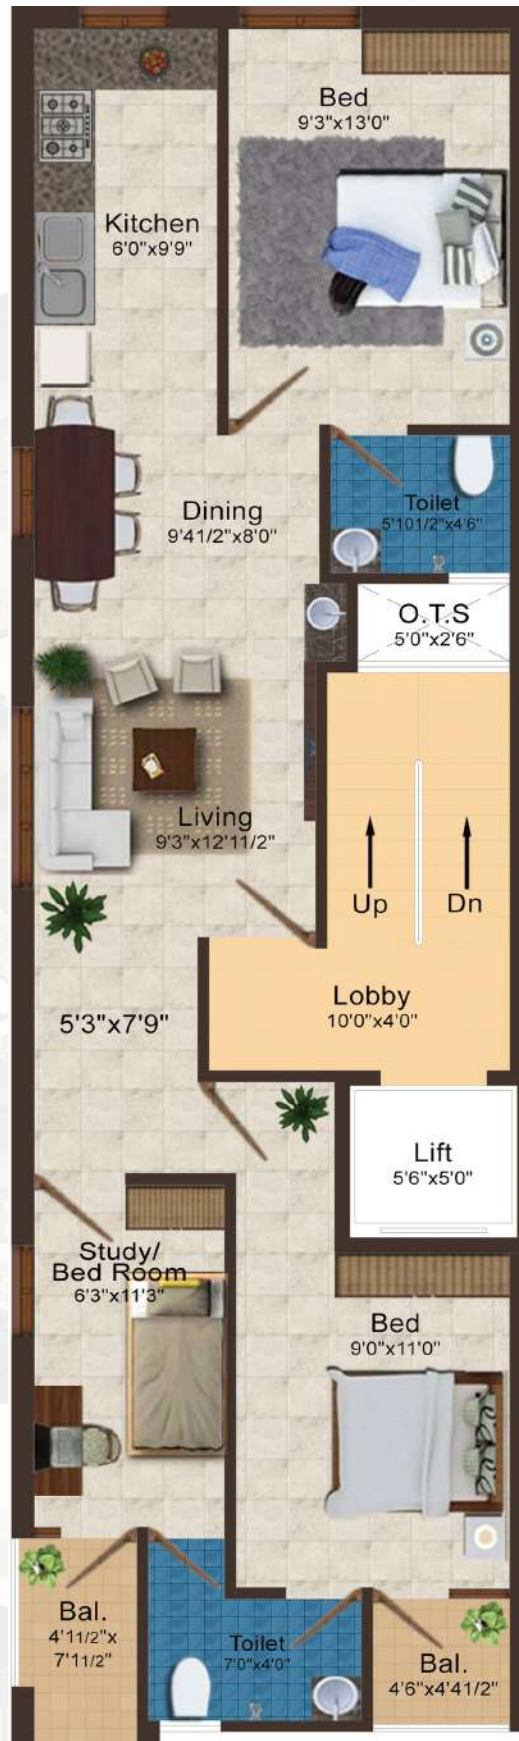 Bed
9'3"x13'0"
Kitchen
6'0"x9'9"
Toilet
5'101/2"x4'6"
Dining
9'41/2"x8'0"
O.T.S
5'0"x2'6"
Living
9'3"x12'11/2"
Up
Dn
Lobby
10'0"x4'0"
5'3"x7'9"
Lift
5'6"x5'0"
Study/
Bed Room
6'3"x11'3"
Bed
9'0"x11'0"
Bal.
4'11/2"x
7'11/2"
Toilet
7'0"x4'0"
Bal.
4'6"x4'41/2"